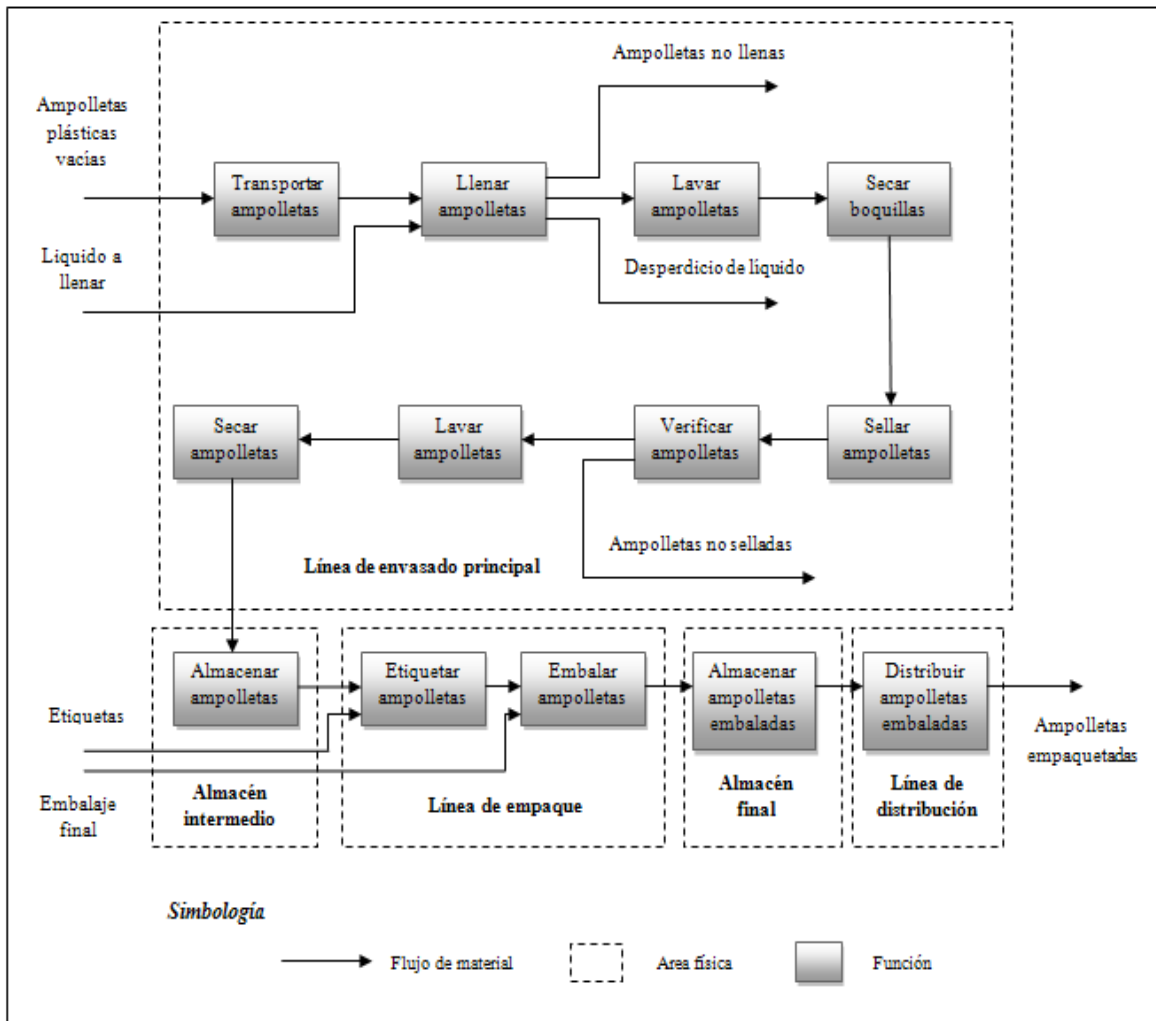 Ampolletas no llenas
Ampolletas
plásticas
vacías
Transportar
ampolletas
Llenar
ampolletas
Lavar
ampolletas
Secar
boquillas
Líquido a
llenar
Desperdicio de líquido
Secar
ampolletas
Lavar
ampolletas
Verificar
ampolletas
Sellar
ampolletas
Ampolletas no selladas
Línea de envasado principal
Almacenar
ampolletas
Etiquetar
ampolletas
Embalar
ampolletas
Almacenar
ampolletas
embaladas
Distribuir
ampolletas
embaladas
Etiquetas
Ampolletas
empaquetadas
Embalaje
final
Almacén
intermedio
Línea de empaque
Almacén
final
Línea de
distribución
Simbología
Flujo de material
Area física
Función